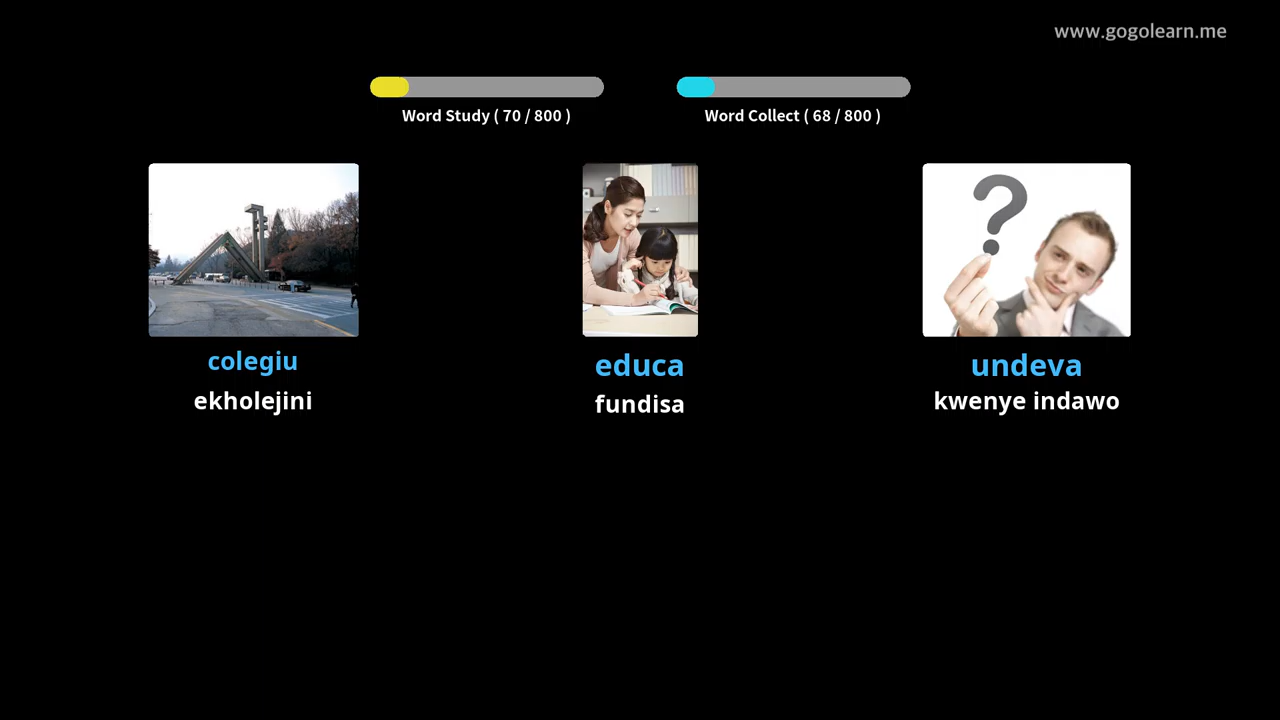 www.gogolearn.me
Word Study ( 70 / 800 )
Word Collect ( 68 / 800 )
colegiu
educa
undeva
ekholejini
fundisa
kwenye indawo